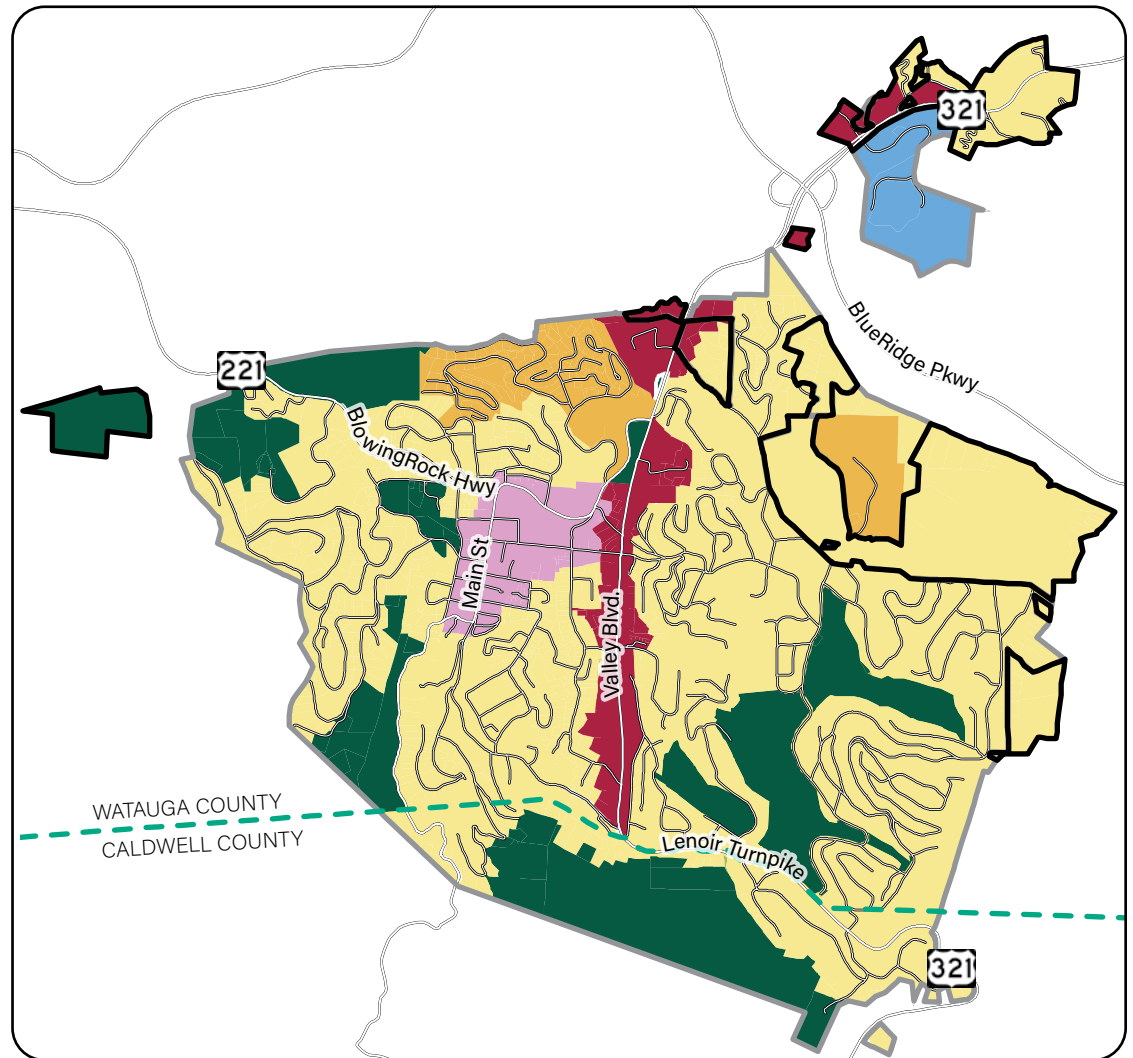 321
BlueRidge Pkwy
221
BlowingRock Hwy
Main St
Valley Blvd.
WATAUGA COUNTY
CALDWELL COUNTY
Lenoir Turnpike
321